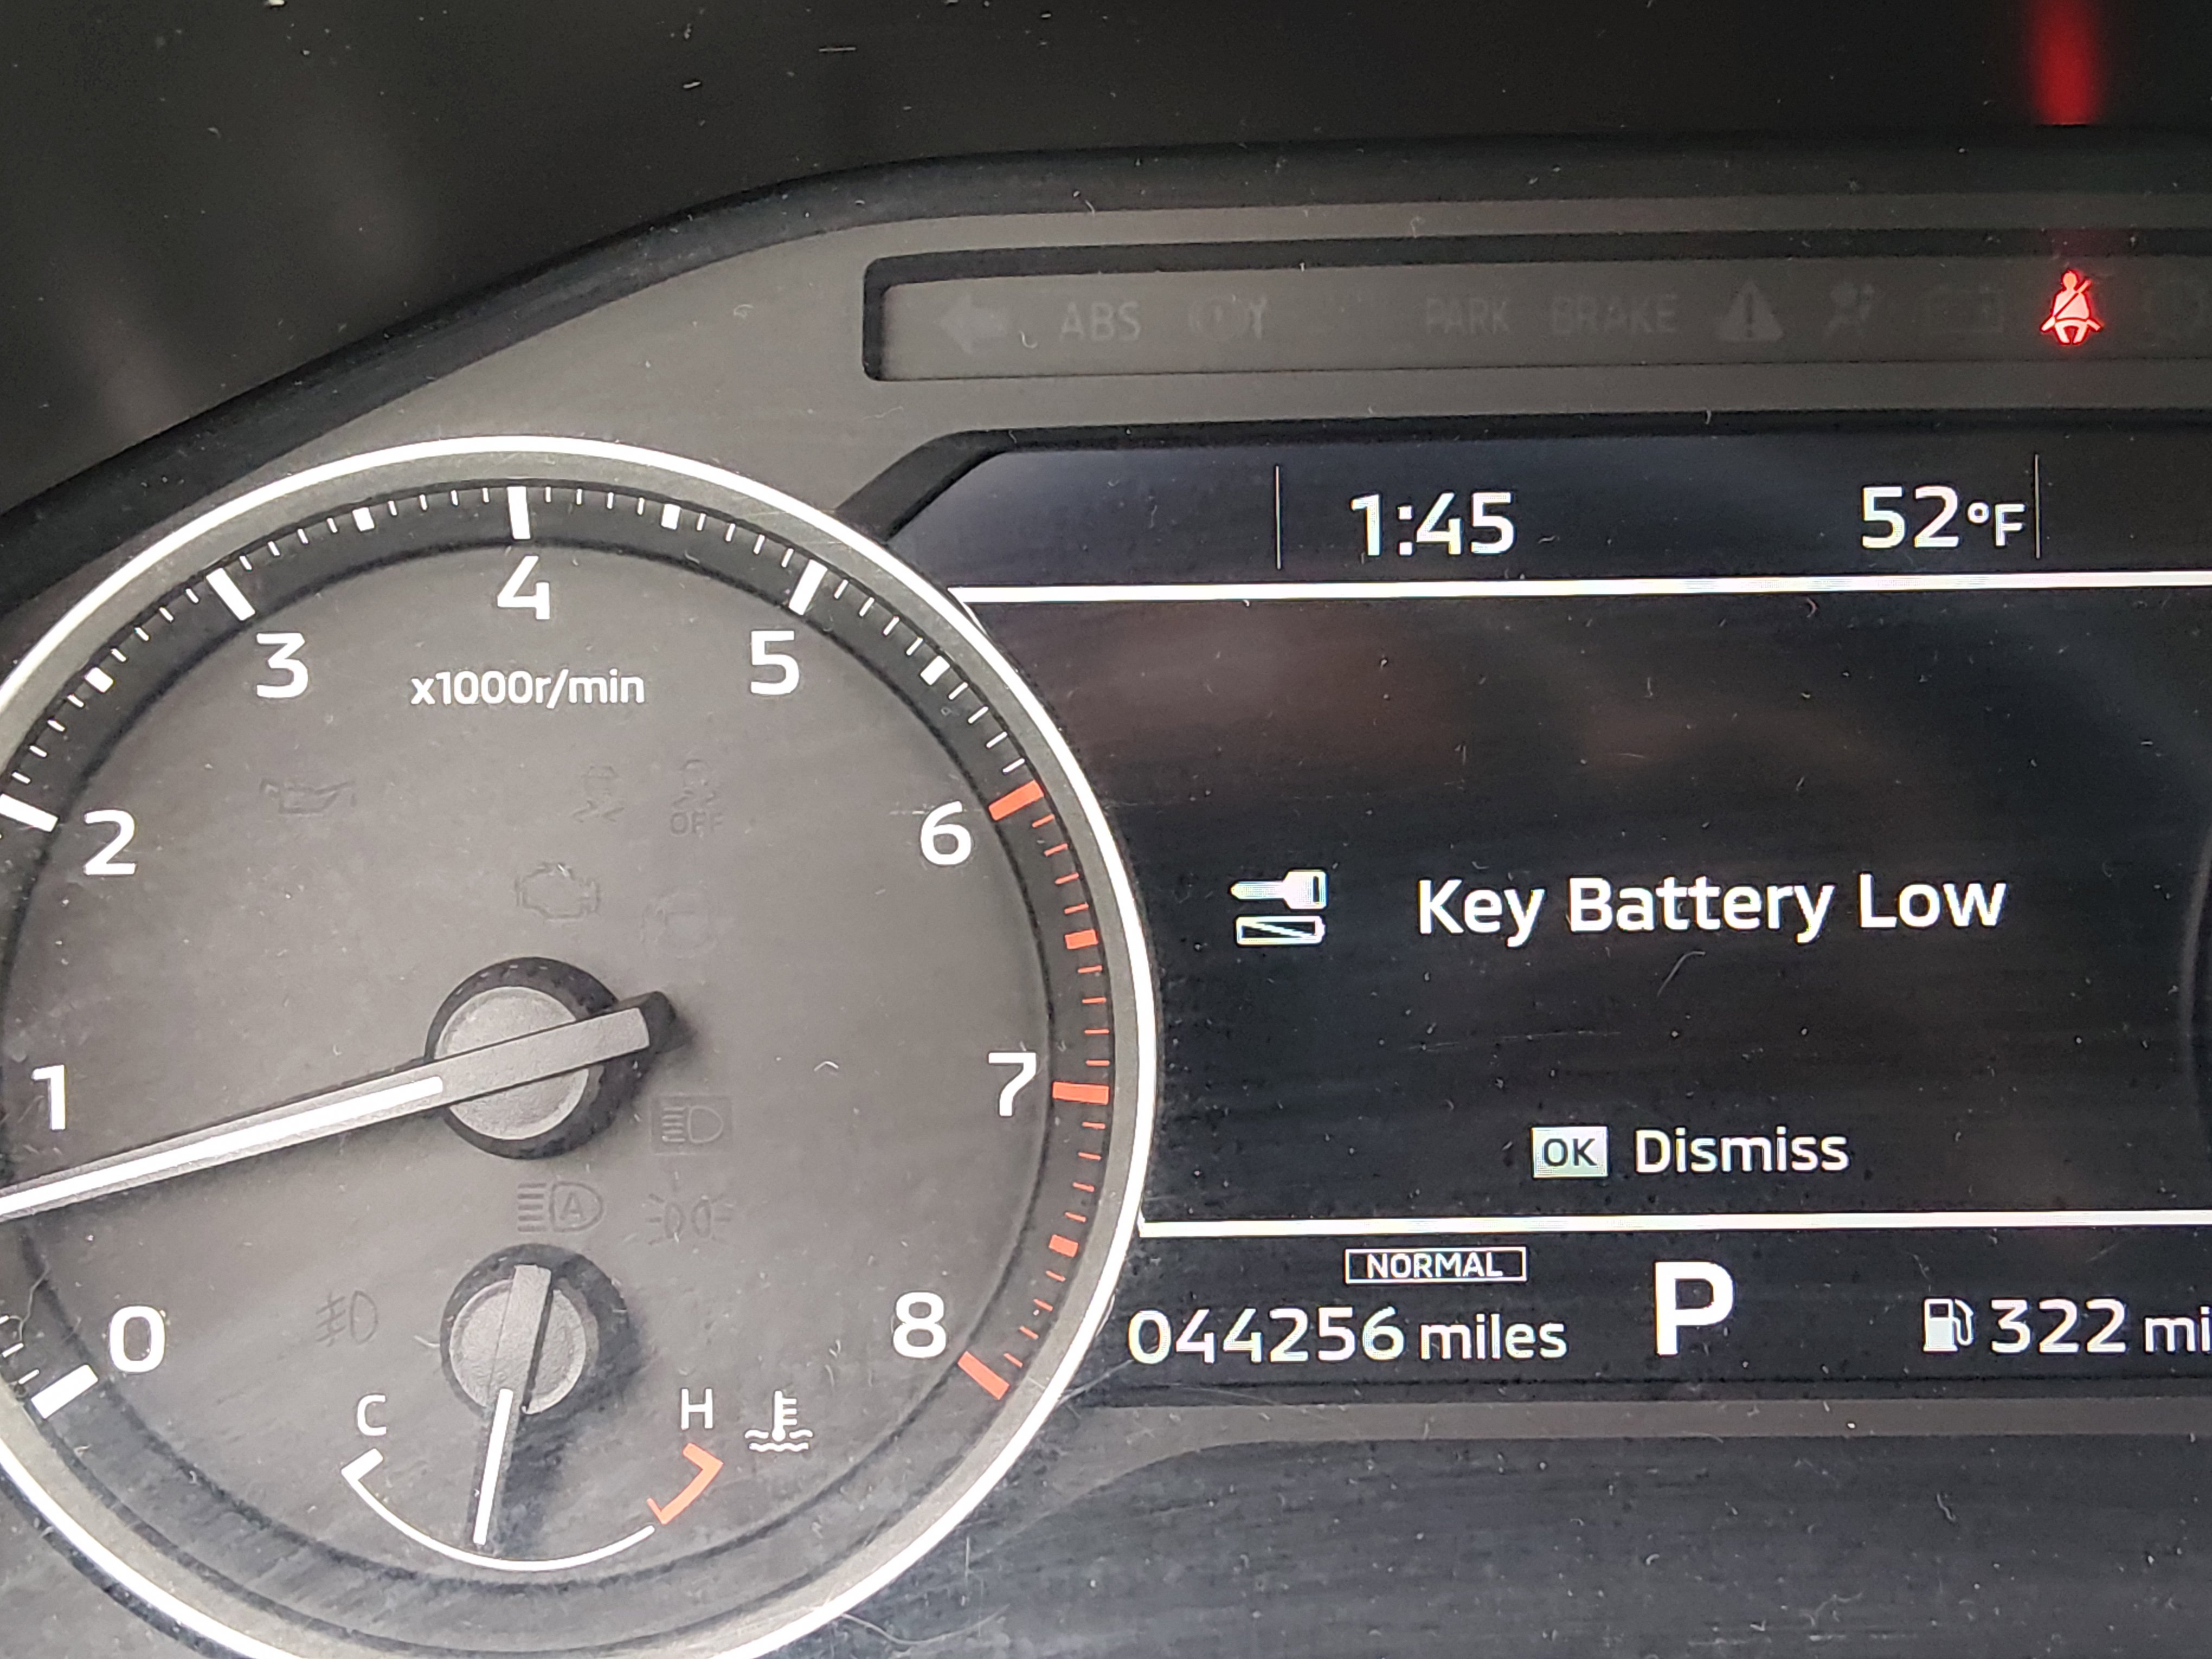 ABS
PARK BRAKE
1:45 52°F
4
3 5
x1000r/min
2 6
OFF
Key Battery Low
1 7
OK Dismiss
A
NORMAL
0 8
044256 miles P 322 mi
C H